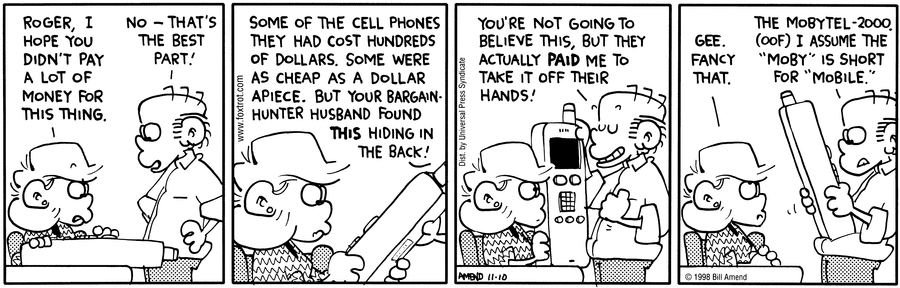 ROGER, I
HOPE YOU
DIDN'T PAY
A LOT OF
MONEY FOR
THIS THING.
NO – THAT'S
THE BEST
PART!
SOME OF THE CELL PHONES
THEY HAD COST HUNDREDS
OF DOLLARS. SOME WERE
AS CHEAP AS A DOLLAR
APIECE. BUT YOUR BARGAIN-
HUNTER HUSBAND FOUND
THIS HIDING IN
THE BACK!
www.foxtrot.com
YOU'RE NOT GOING TO
BELIEVE THIS, BUT THEY
ACTUALLY PAID ME TO
TAKE IT OFF THEIR
HANDS!
Dist. by Universal Press Syndicate
AMEND 11-10
GEE.
FANCY
THAT.
THE MOBYTEL-2000.
(OOF) I ASSUME THE
"MOBY" IS SHORT
FOR "MOBILE."
© 1998 Bill Amend